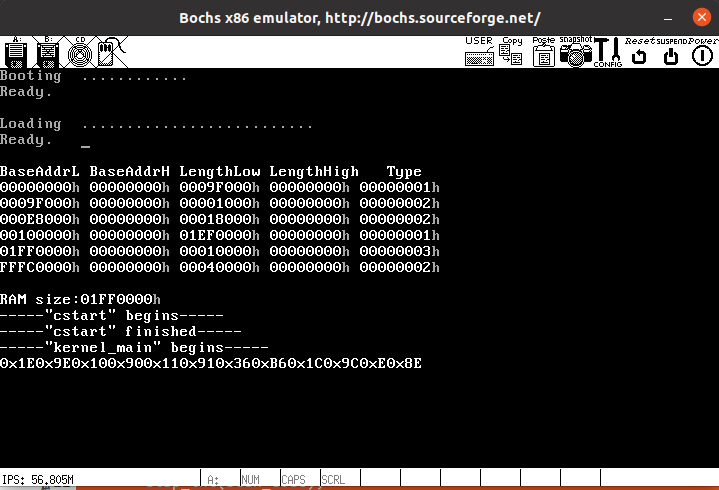 Bochs x86 emulator, http://bochs.sourceforge.net/
A: B: CD USER Copy Paste snapshot CONFIG Reset SUSPEND Power
Booting ............
Ready.
Loading ..........................
Ready. _
BaseAddrL BaseAddrH LengthLow LengthHigh Type
00000000h 00000000h 0009F000h 00000000h 00000001h
0009F000h 00000000h 00001000h 00000000h 00000002h
000E8000h 00000000h 00018000h 00000000h 00000002h
00100000h 00000000h 01EF0000h 00000000h 00000001h
01FF0000h 00000000h 00010000h 00000000h 00000003h
FFFC0000h 00000000h 00040000h 00000000h 00000002h
RAM size:01FF0000h
-----"cstart" begins-----
-----"cstart" finished-----
-----"kernel_main" begins-----
0x1E0x9E0x100x900x110x910x360xB60x1C0x9C0xE0x8E
IPS: 56.805M A: NUM CAPS SCRL